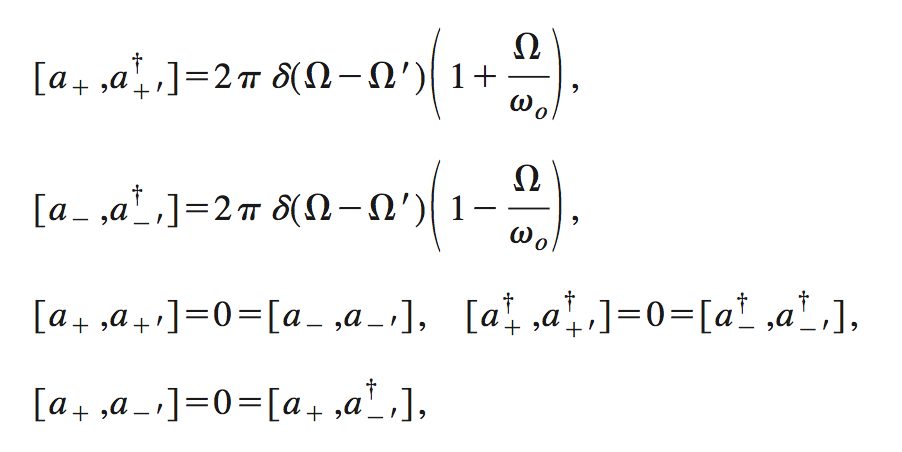 [a₊ ,a†₊′]=2π δ(Ω−Ω′)(1+Ω/ωₒ),
[a₋ ,a†₋′]=2π δ(Ω−Ω′)(1−Ω/ωₒ),
[a₊ ,a₊′]=0=[a₋ ,a₋′], [a†₊ ,a†₊′]=0=[a†₋ ,a†₋′],
[a₊ ,a₋′]=0=[a₊ ,a†₋′],